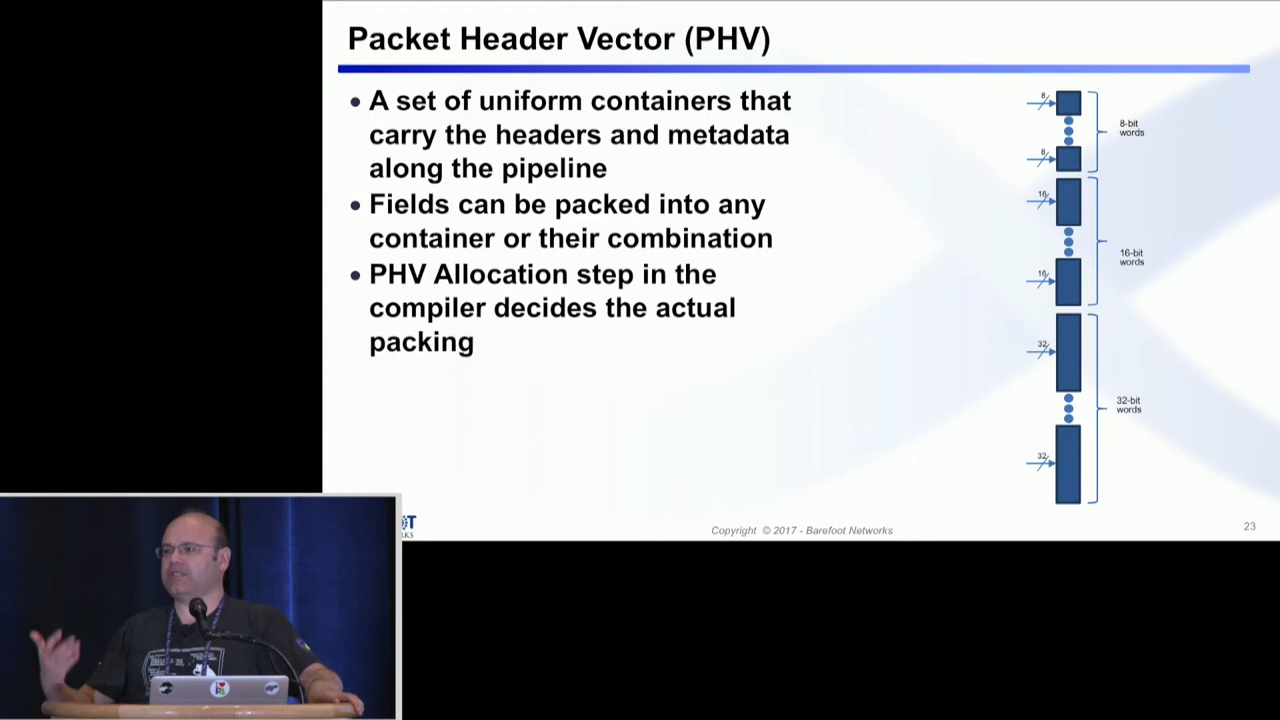 Packet Header Vector (PHV)
• A set of uniform containers that
carry the headers and metadata
along the pipeline
• Fields can be packed into any
container or their combination
• PHV Allocation step in the
compiler decides the actual
packing
8
8-bit
words
8
16
16-bit
words
16
32
32-bit
words
32
Copyright © 2017 - Barefoot Networks
23